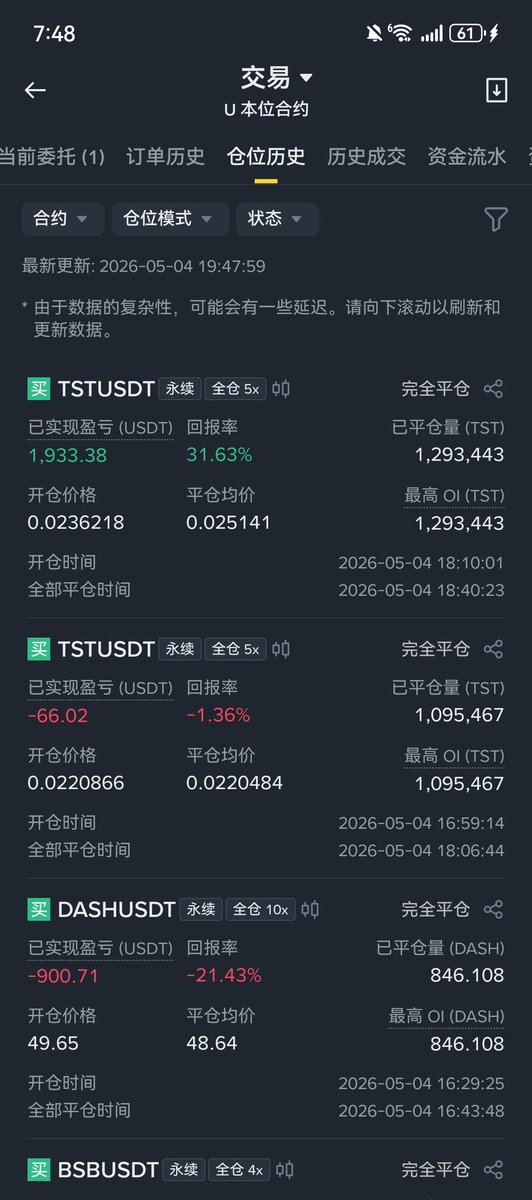 7:48
6
61
交易
U 本位合约
当前委托 (1) 订单历史 仓位历史 历史成交 资金流水
合约 仓位模式 状态
最新更新: 2026-05-04 19:47:59
* 由于数据的复杂性，可能会有一些延迟。请向下滚动以刷新和
更新数据。
买 TSTUSDT 永续 全仓 5x 完全平仓
已实现盈亏 (USDT) 回报率 已平仓量 (TST)
1,933.38 31.63% 1,293,443
开仓价格 平仓均价 最高 OI (TST)
0.0236218 0.025141 1,293,443
开仓时间 2026-05-04 18:10:01
全部平仓时间 2026-05-04 18:40:23
买 TSTUSDT 永续 全仓 5x 完全平仓
已实现盈亏 (USDT) 回报率 已平仓量 (TST)
-66.02 -1.36% 1,095,467
开仓价格 平仓均价 最高 OI (TST)
0.0220866 0.0220484 1,095,467
开仓时间 2026-05-04 16:59:14
全部平仓时间 2026-05-04 18:06:44
买 DASHUSDT 永续 全仓 10x 完全平仓
已实现盈亏 (USDT) 回报率 已平仓量 (DASH)
-900.71 -21.43% 846.108
开仓价格 平仓均价 最高 OI (DASH)
49.65 48.64 846.108
开仓时间 2026-05-04 16:29:25
全部平仓时间 2026-05-04 16:43:48
买 BSBUSDT 永续 全仓 4x 完全平仓